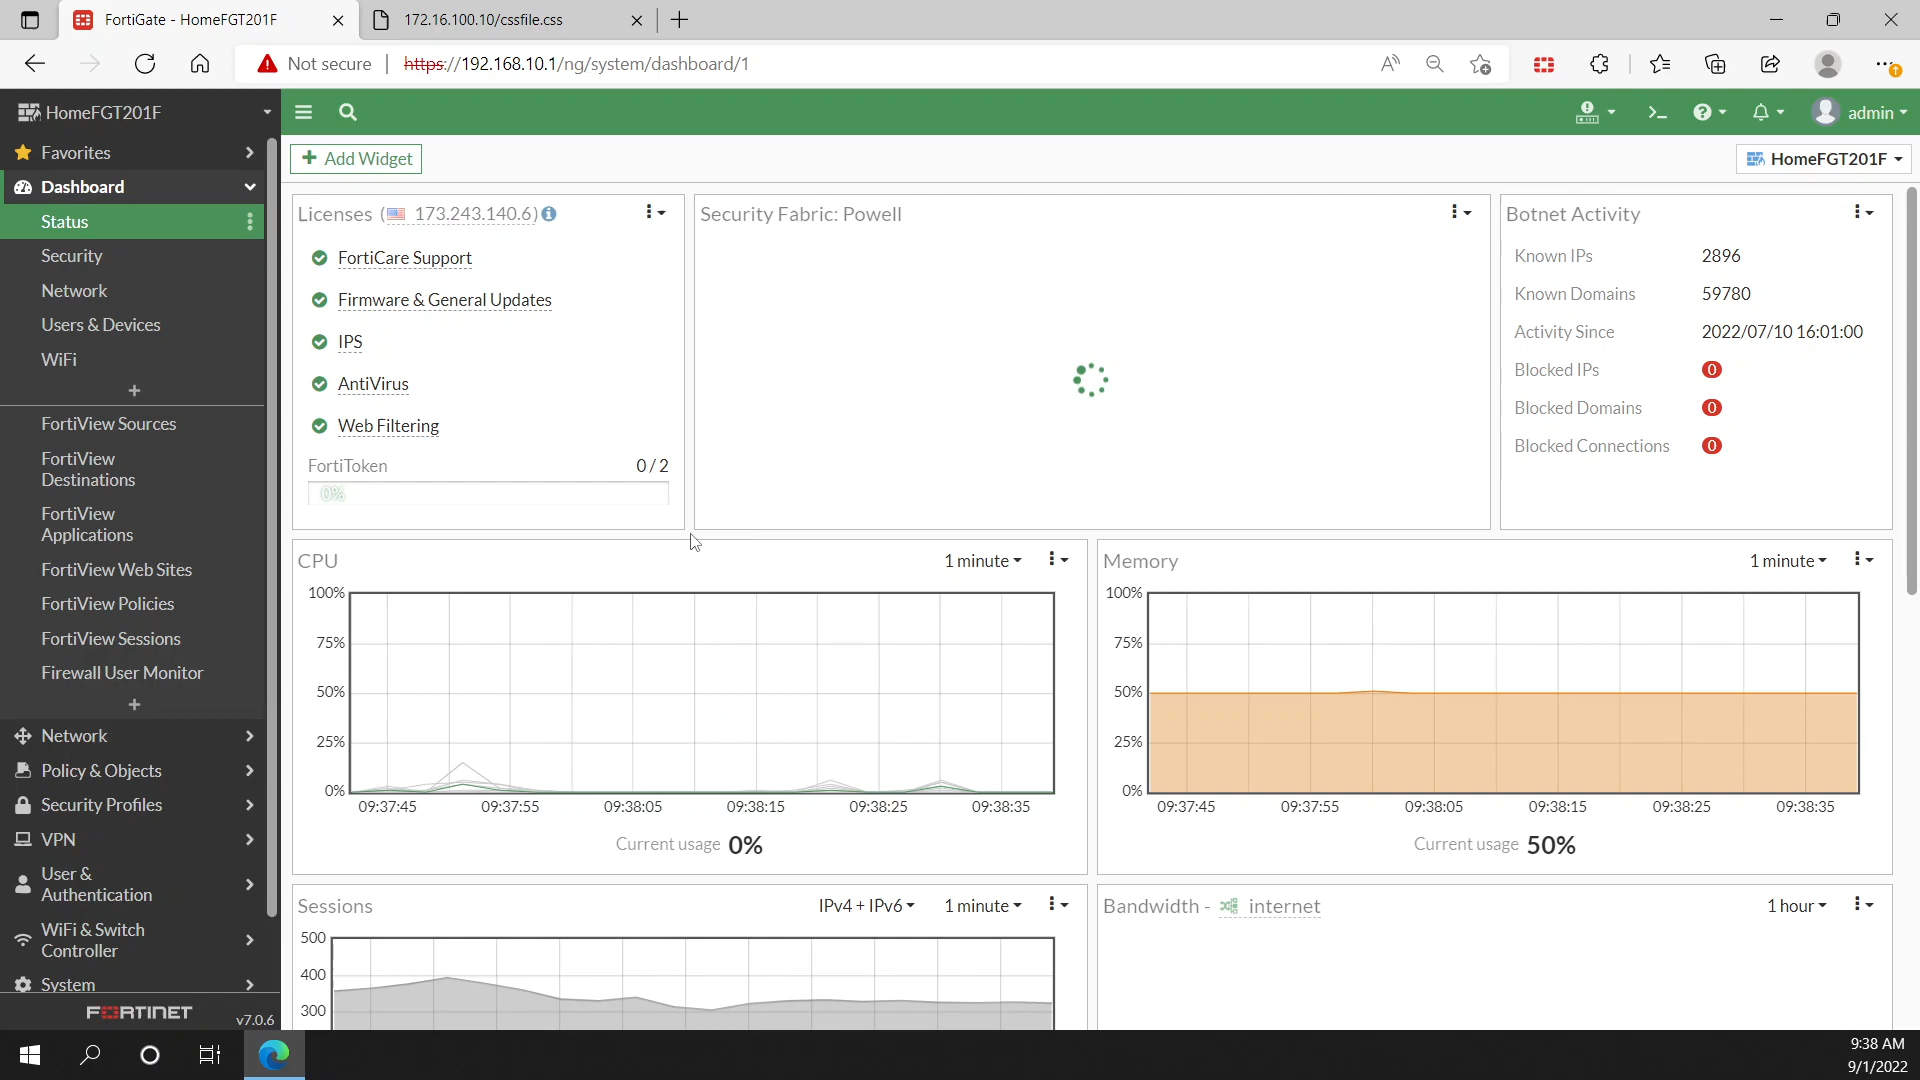 FortiGate - HomeFGT201F
172.16.100.10/cssfile.css
Not secure
https://192.168.10.1/ng/system/dashboard/1
HomeFGT201F
admin
Favorites
Dashboard
Status
Security
Network
Users & Devices
WiFi
+
FortiView Sources
FortiView
Destinations
FortiView
Applications
FortiView Web Sites
FortiView Policies
FortiView Sessions
Firewall User Monitor
+
Network
Policy & Objects
Security Profiles
VPN
User &
Authentication
WiFi & Switch
Controller
System
FORTINET
v7.0.6
+ Add Widget
HomeFGT201F
Licenses (173.243.140.6)
FortiCare Support
Firmware & General Updates
IPS
AntiVirus
Web Filtering
FortiToken 0 / 2
0%
Security Fabric: Powell
Botnet Activity
Known IPs 2896
Known Domains 59780
Activity Since 2022/07/10 16:01:00
Blocked IPs 0
Blocked Domains 0
Blocked Connections 0
CPU 1 minute
100%
75%
50%
25%
0%
09:37:45 09:37:55 09:38:05 09:38:15 09:38:25 09:38:35
Current usage 0%
Memory 1 minute
100%
75%
50%
25%
0%
09:37:45 09:37:55 09:38:05 09:38:15 09:38:25 09:38:35
Current usage 50%
Sessions IPv4 + IPv6 1 minute
500
400
300
Bandwidth - internet 1 hour
9:38 AM
9/1/2022